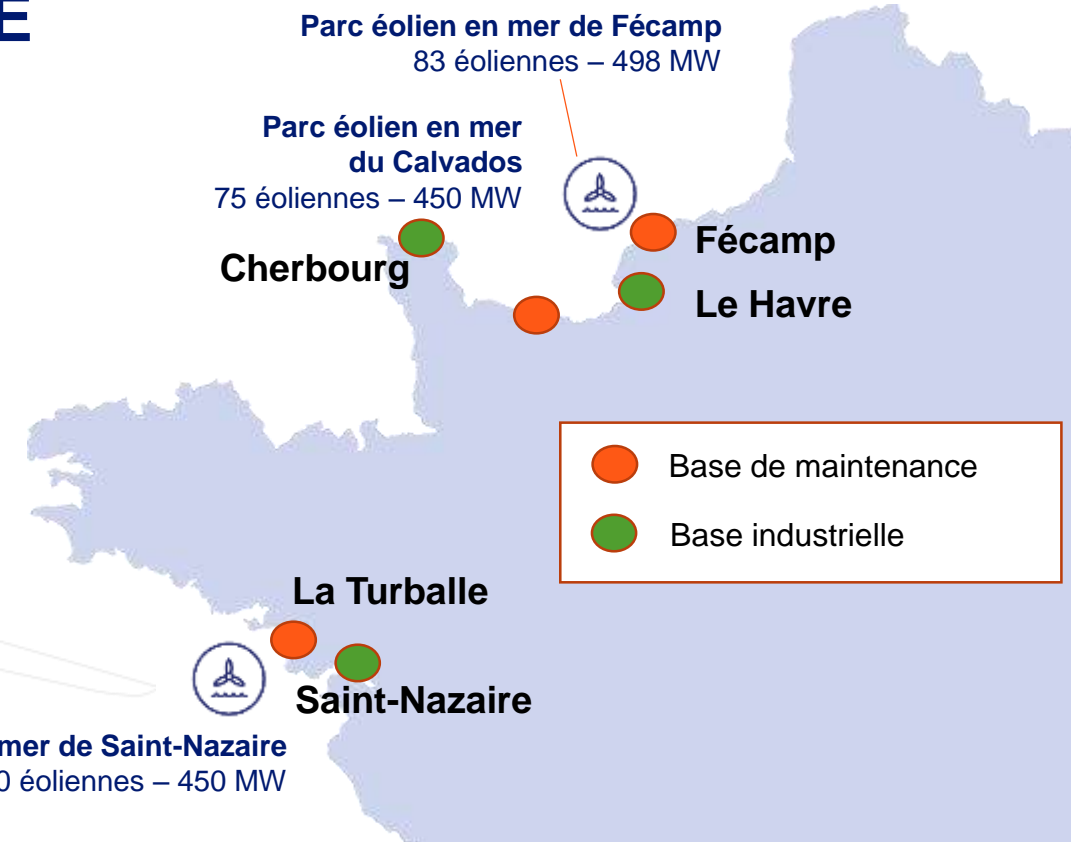 E
Parc éolien en mer de Fécamp
83 éoliennes – 498 MW
Parc éolien en mer
du Calvados
75 éoliennes – 450 MW
Cherbourg
Fécamp
Le Havre
Base de maintenance
Base industrielle
La Turballe
Saint-Nazaire
mer de Saint-Nazaire
0 éoliennes – 450 MW